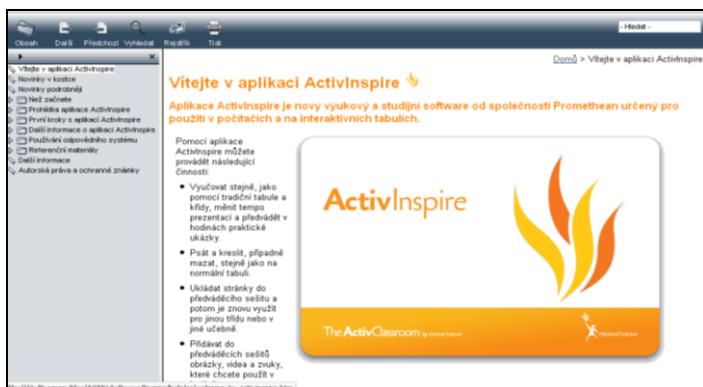 - Hledat -
Obsah Další Předchozí Vyhledat Rejstřík Tisk
Domů > Vítejte v aplikaci ActivInspire
Vítejte v aplikaci ActivInspire
Novinky v kostce
Novinky podrobněji
Než začnete
Prohlídka aplikace ActivInspire
První kroky s aplikací ActivInspire
Další informace o aplikaci ActivInspire
Používání odpovědního systému
Referenční materiály
Další informace
Autorská práva a ochranné známky
Vítejte v aplikaci ActivInspire
Aplikace ActivInspire je nový výukový a studijní software od společnosti Promethean určený pro
použití v počítačích a na interaktivních tabulích.
Pomocí aplikace
ActivInspire můžete
provádět následující
činnosti:
Vyučovat stejně, jako
pomocí tradiční tabule a
křídy, měnit tempo
prezentací a předvádět v
hodinách praktické
ukázky.
Psát a kreslit, případně
mazat, stejně jako na
normální tabuli.
Ukládat stránky do
předváděcího sešitu a
potom je znovu využít
pro jinou třídu nebo v
jiné učebně.
Přidávat do
předváděcích sešitů
obrázky, videa a zvuky,
které chcete použít v
ActivInspire
The ActivClassroom BY PROMETHEAN
PROMETHEAN